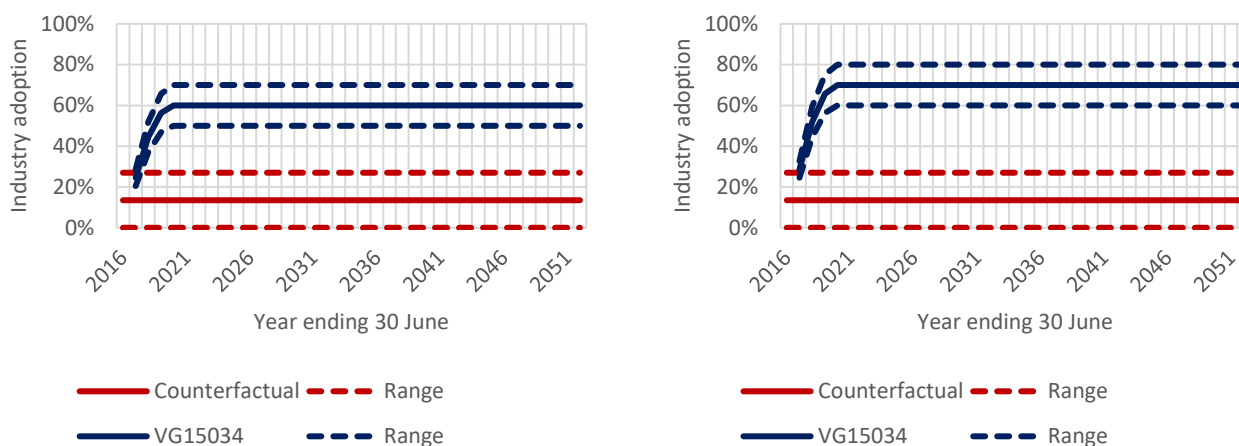 100%
80%
60%
40%
20%
0%
Industry adoption
2016
2021
2026
2031
2036
2041
2046
2051
Year ending 30 June
Counterfactual
Range
VG15034
Range
100%
80%
60%
40%
20%
0%
Industry adoption
2016
2021
2026
2031
2036
2041
2046
2051
Year ending 30 June
Counterfactual
Range
VG15034
Range